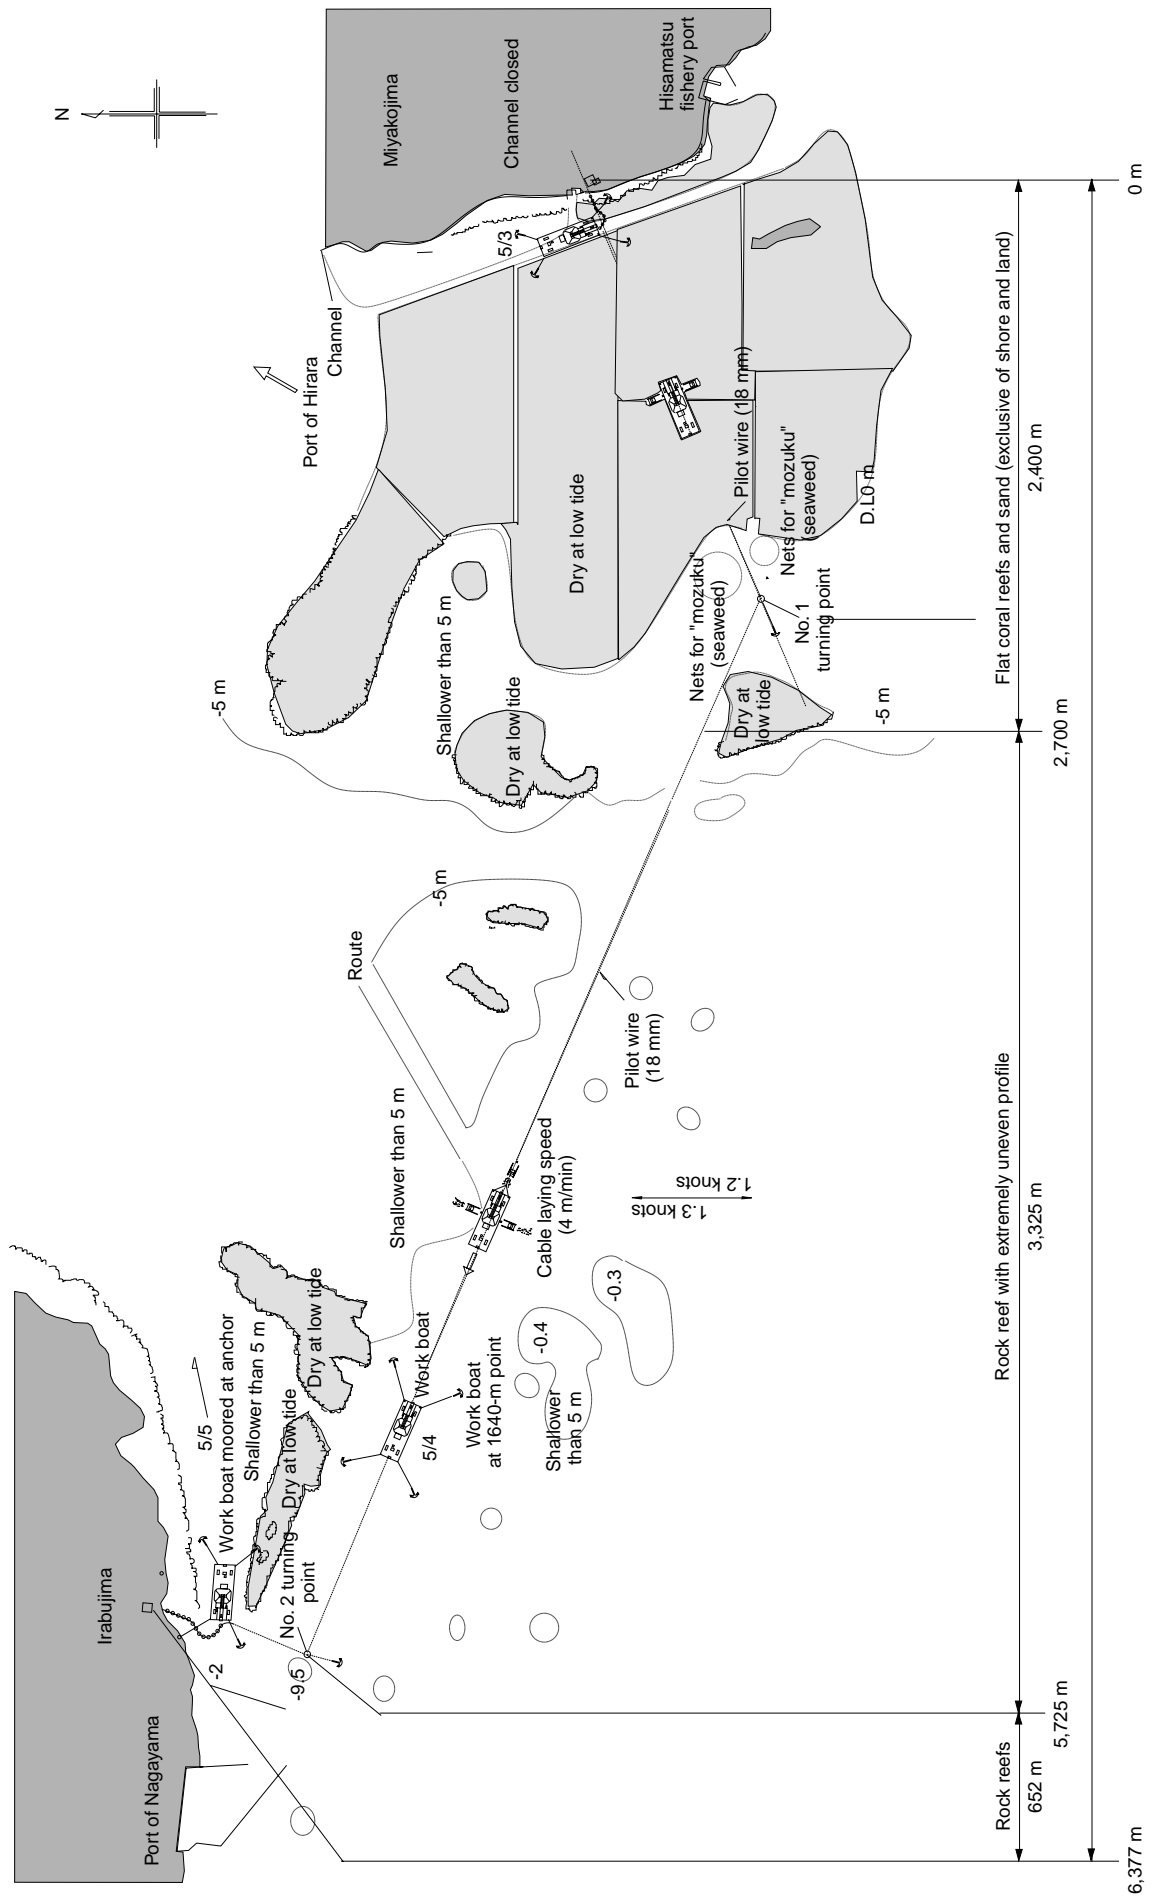 N
Miyakojima
Channel closed
Hisamatsu
fishery port
5/3
Channel
Port of Hirara
Dry at low tide
Pilot wire (18 mm)
Nets for "mozuku"
(seaweed)
D.L0 m
Nets for "mozuku"
(seaweed)
No.1
turning point
Shallower than 5 m
Dry at low tide
Dry at
low tide
-5 m
-5 m
-5 m
Route
Pilot wire
(18 mm)
Shallower than 5 m
Cable laying speed
(4 m/min)
1.2 knots
1.3 knots
-0.3
-0.4
Shallower
than 5 m
Work boat
Work boat
at 1640-m point
5/4
Dry at low tide
Shallower than 5 m
Dry at low tide
Work boat moored at anchor
5/5
No. 2 turning
point
-9.5
-2
Irabujima
Port of Nagayama
0 m
Flat coral reefs and sand (exclusive of shore and land)
2,400 m
2,700 m
Rock reef with extremely uneven profile
3,325 m
5,725 m
Rock reefs
652 m
6,377 m